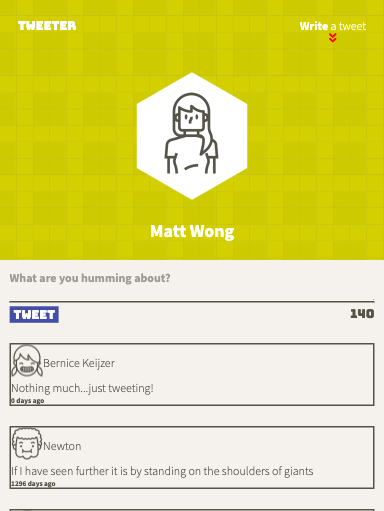 TWEETER
Write a tweet
Matt Wong
What are you humming about?
TWEET
140
Bernice Keijzer
Nothing much...just tweeting!
0 days ago
Newton
If I have seen further it is by standing on the shoulders of giants
1296 days ago